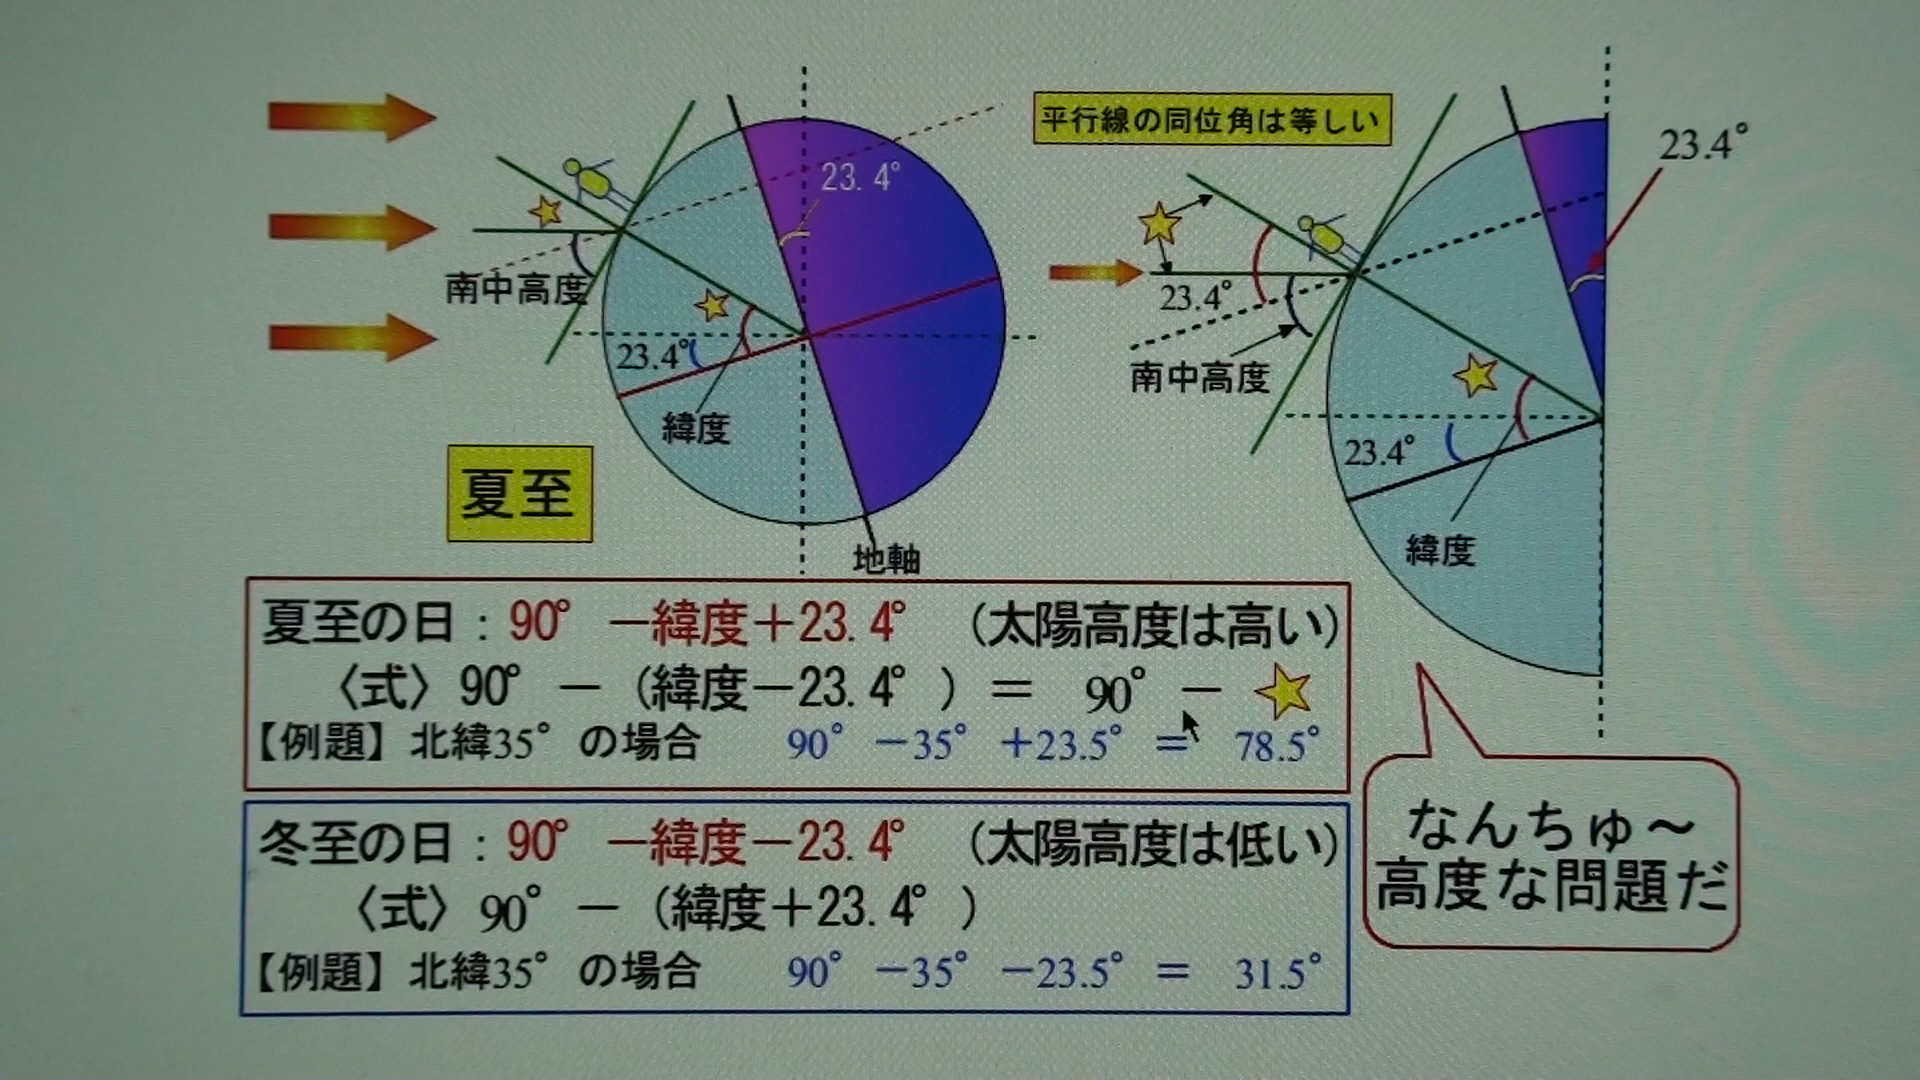 平行線の同位角は等しい
23.4°
23.4°
南中高度
23.4°
緯度
夏至
地軸
23.4°
南中高度
23.4°
緯度
夏至の日：90°－緯度＋23.4°（太陽高度は高い）
〈式〉90°－（緯度－23.4°）＝ 90°－
【例題】北緯35°の場合 90°－35°＋23.5°＝ 78.5°
冬至の日：90°－緯度－23.4°（太陽高度は低い）
〈式〉90°－（緯度＋23.4°）
【例題】北緯35°の場合 90°－35°－23.5°＝ 31.5°
なんちゅ～
高度な問題だ